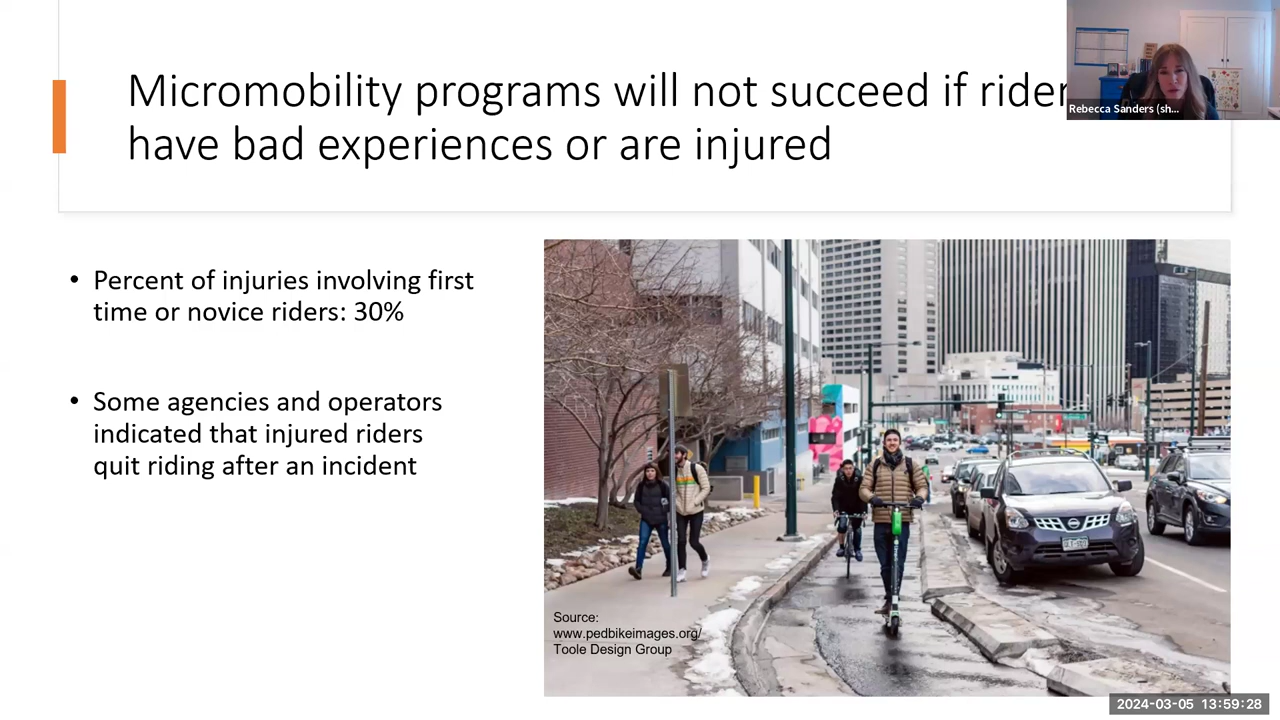 Micromobility programs will not succeed if rider
have bad experiences or are injured
Rebecca Sanders (sh...
• Percent of injuries involving first
time or novice riders: 30%
• Some agencies and operators
indicated that injured riders
quit riding after an incident
Source:
www.pedbikeimages.org/
Toole Design Group
2024-03-05 13:59:28